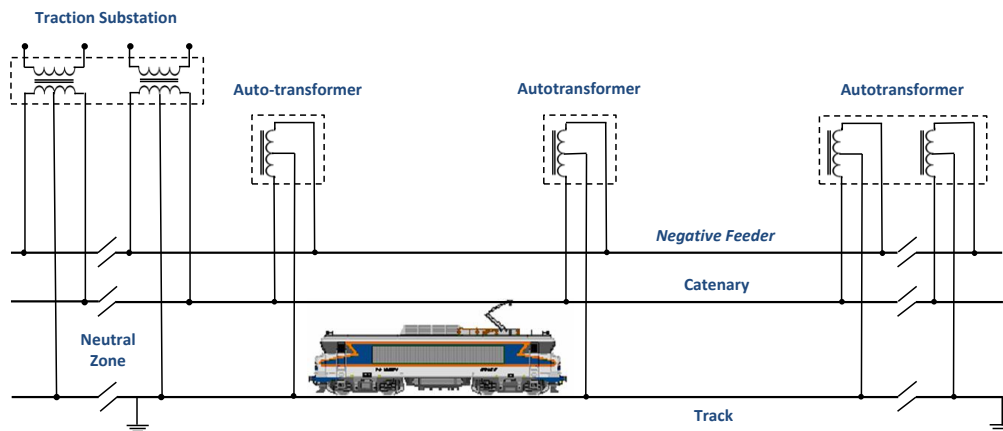 Traction Substation
Auto-transformer
Autotransformer
Autotransformer
Negative Feeder
Catenary
Neutral
Zone
Track